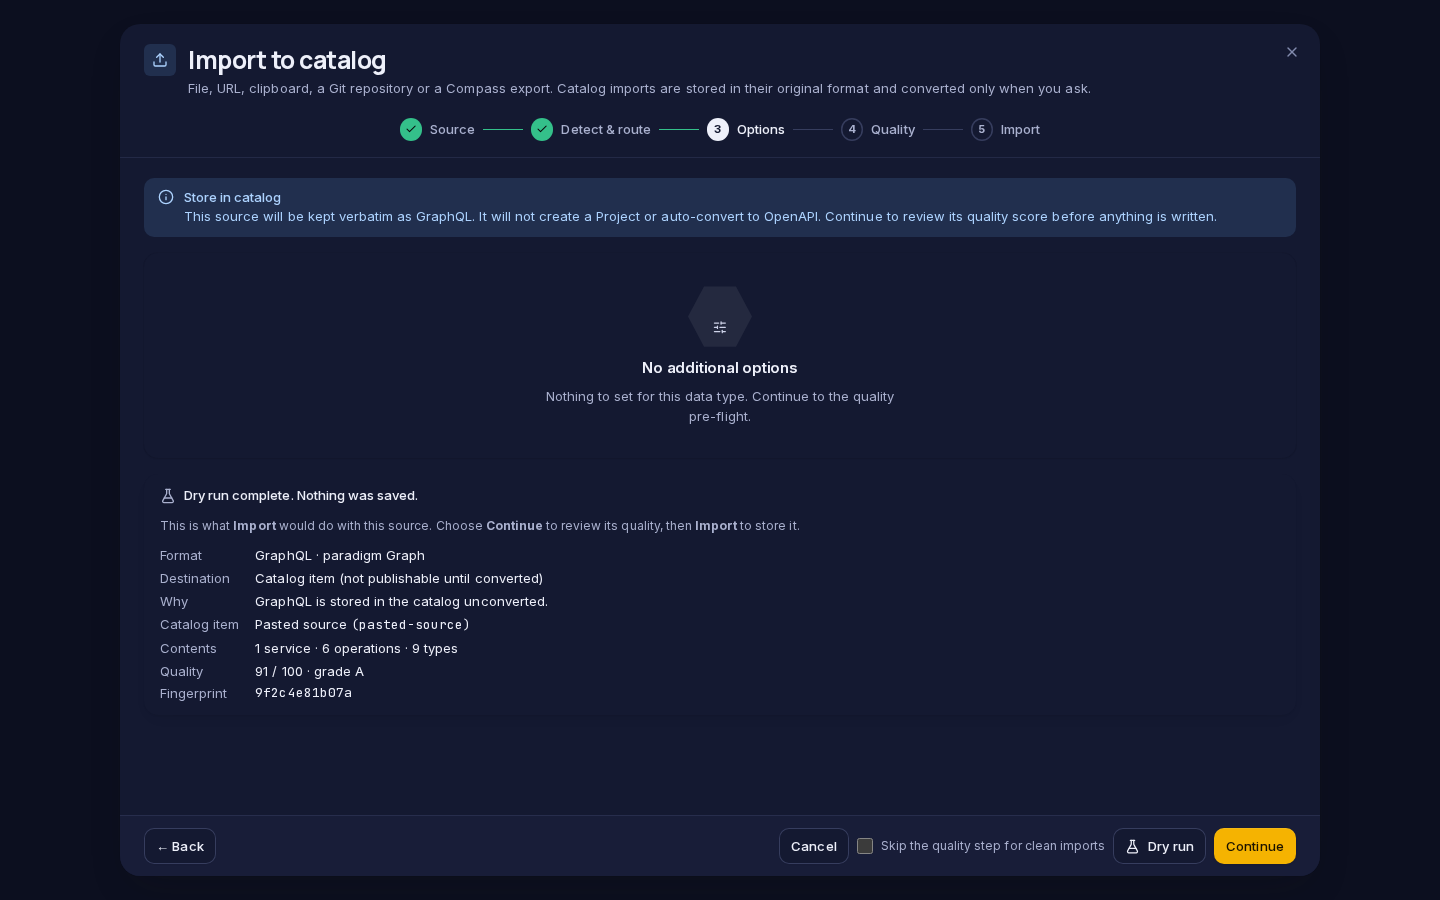 Import to catalog
File, URL, clipboard, a Git repository or a Compass export. Catalog imports are stored in their original format and converted only when you ask.
Source
Detect & route
3 Options
4 Quality
5 Import
Store in catalog
This source will be kept verbatim as GraphQL. It will not create a Project or auto-convert to OpenAPI. Continue to review its quality score before anything is written.
No additional options
Nothing to set for this data type. Continue to the quality
pre-flight.
Dry run complete. Nothing was saved.
This is what Import would do with this source. Choose Continue to review its quality, then Import to store it.
Format GraphQL · paradigm Graph
Destination Catalog item (not publishable until converted)
Why GraphQL is stored in the catalog unconverted.
Catalog item Pasted source (pasted-source)
Contents 1 service · 6 operations · 9 types
Quality 91 / 100 · grade A
Fingerprint 9f2c4e81b07a
← Back
Cancel
Skip the quality step for clean imports
Dry run
Continue